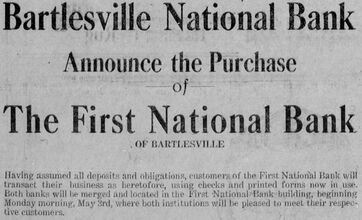 Bartlesville National Bank
Announce the Purchase
of
The First National Bank
OF BARTLESVILLE
Having assumed all deposits and obligations, customers of the First National Bank will
transact their business as heretofore, using checks and printed forms now in use.
Both banks will be merged and located in the First National Bank building, beginning
Monday morning, May 3rd, where both institutions will be pleased to meet their respec-
tive customers.